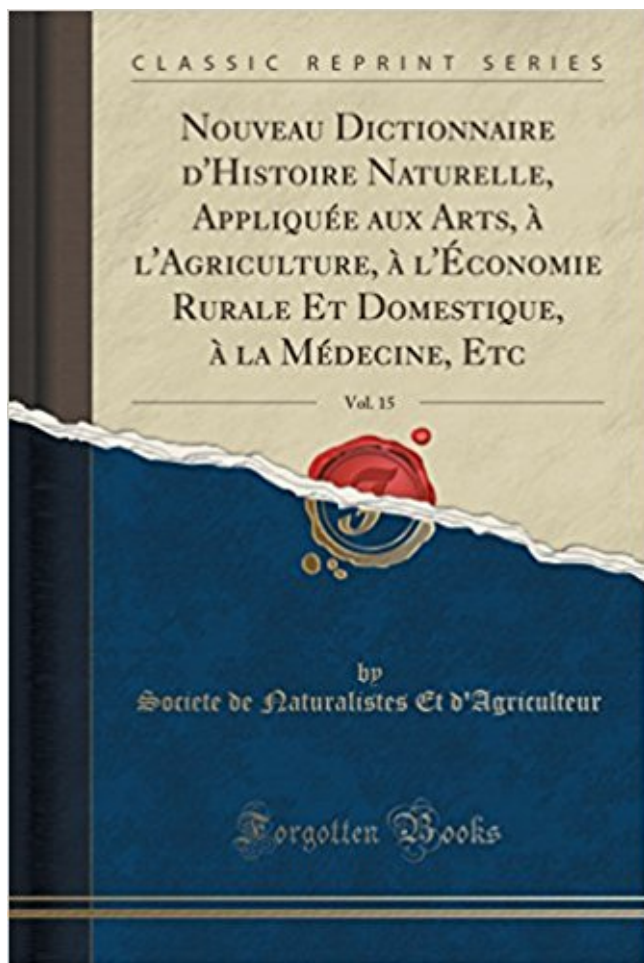 CLASSIC REPRINT SERIES
NOUVEAU DICTIONNAIRE
D'HISTOIRE NATURELLE,
APPLIQUÉE AUX ARTS, À
L'AGRICULTURE, À L'ÉCONOMIE
RURALE ET DOMESTIQUE,
À LA MÉDECINE, ETC
Vol. 15
by
Societe de Naturalistes Et d'Agriculteur
Forgotten Books